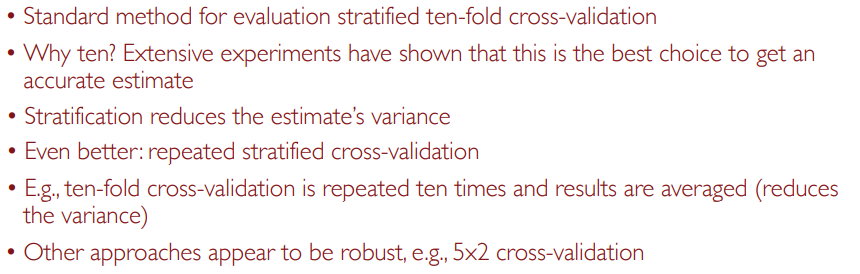 • Standard method for evaluation stratified ten-fold cross-validation
• Why ten? Extensive experiments have shown that this is the best choice to get an
accurate estimate
• Stratification reduces the estimate's variance
• Even better: repeated stratified cross-validation
• E.g., ten-fold cross-validation is repeated ten times and results are averaged (reduces
the variance)
• Other approaches appear to be robust, e.g., 5x2 cross-validation